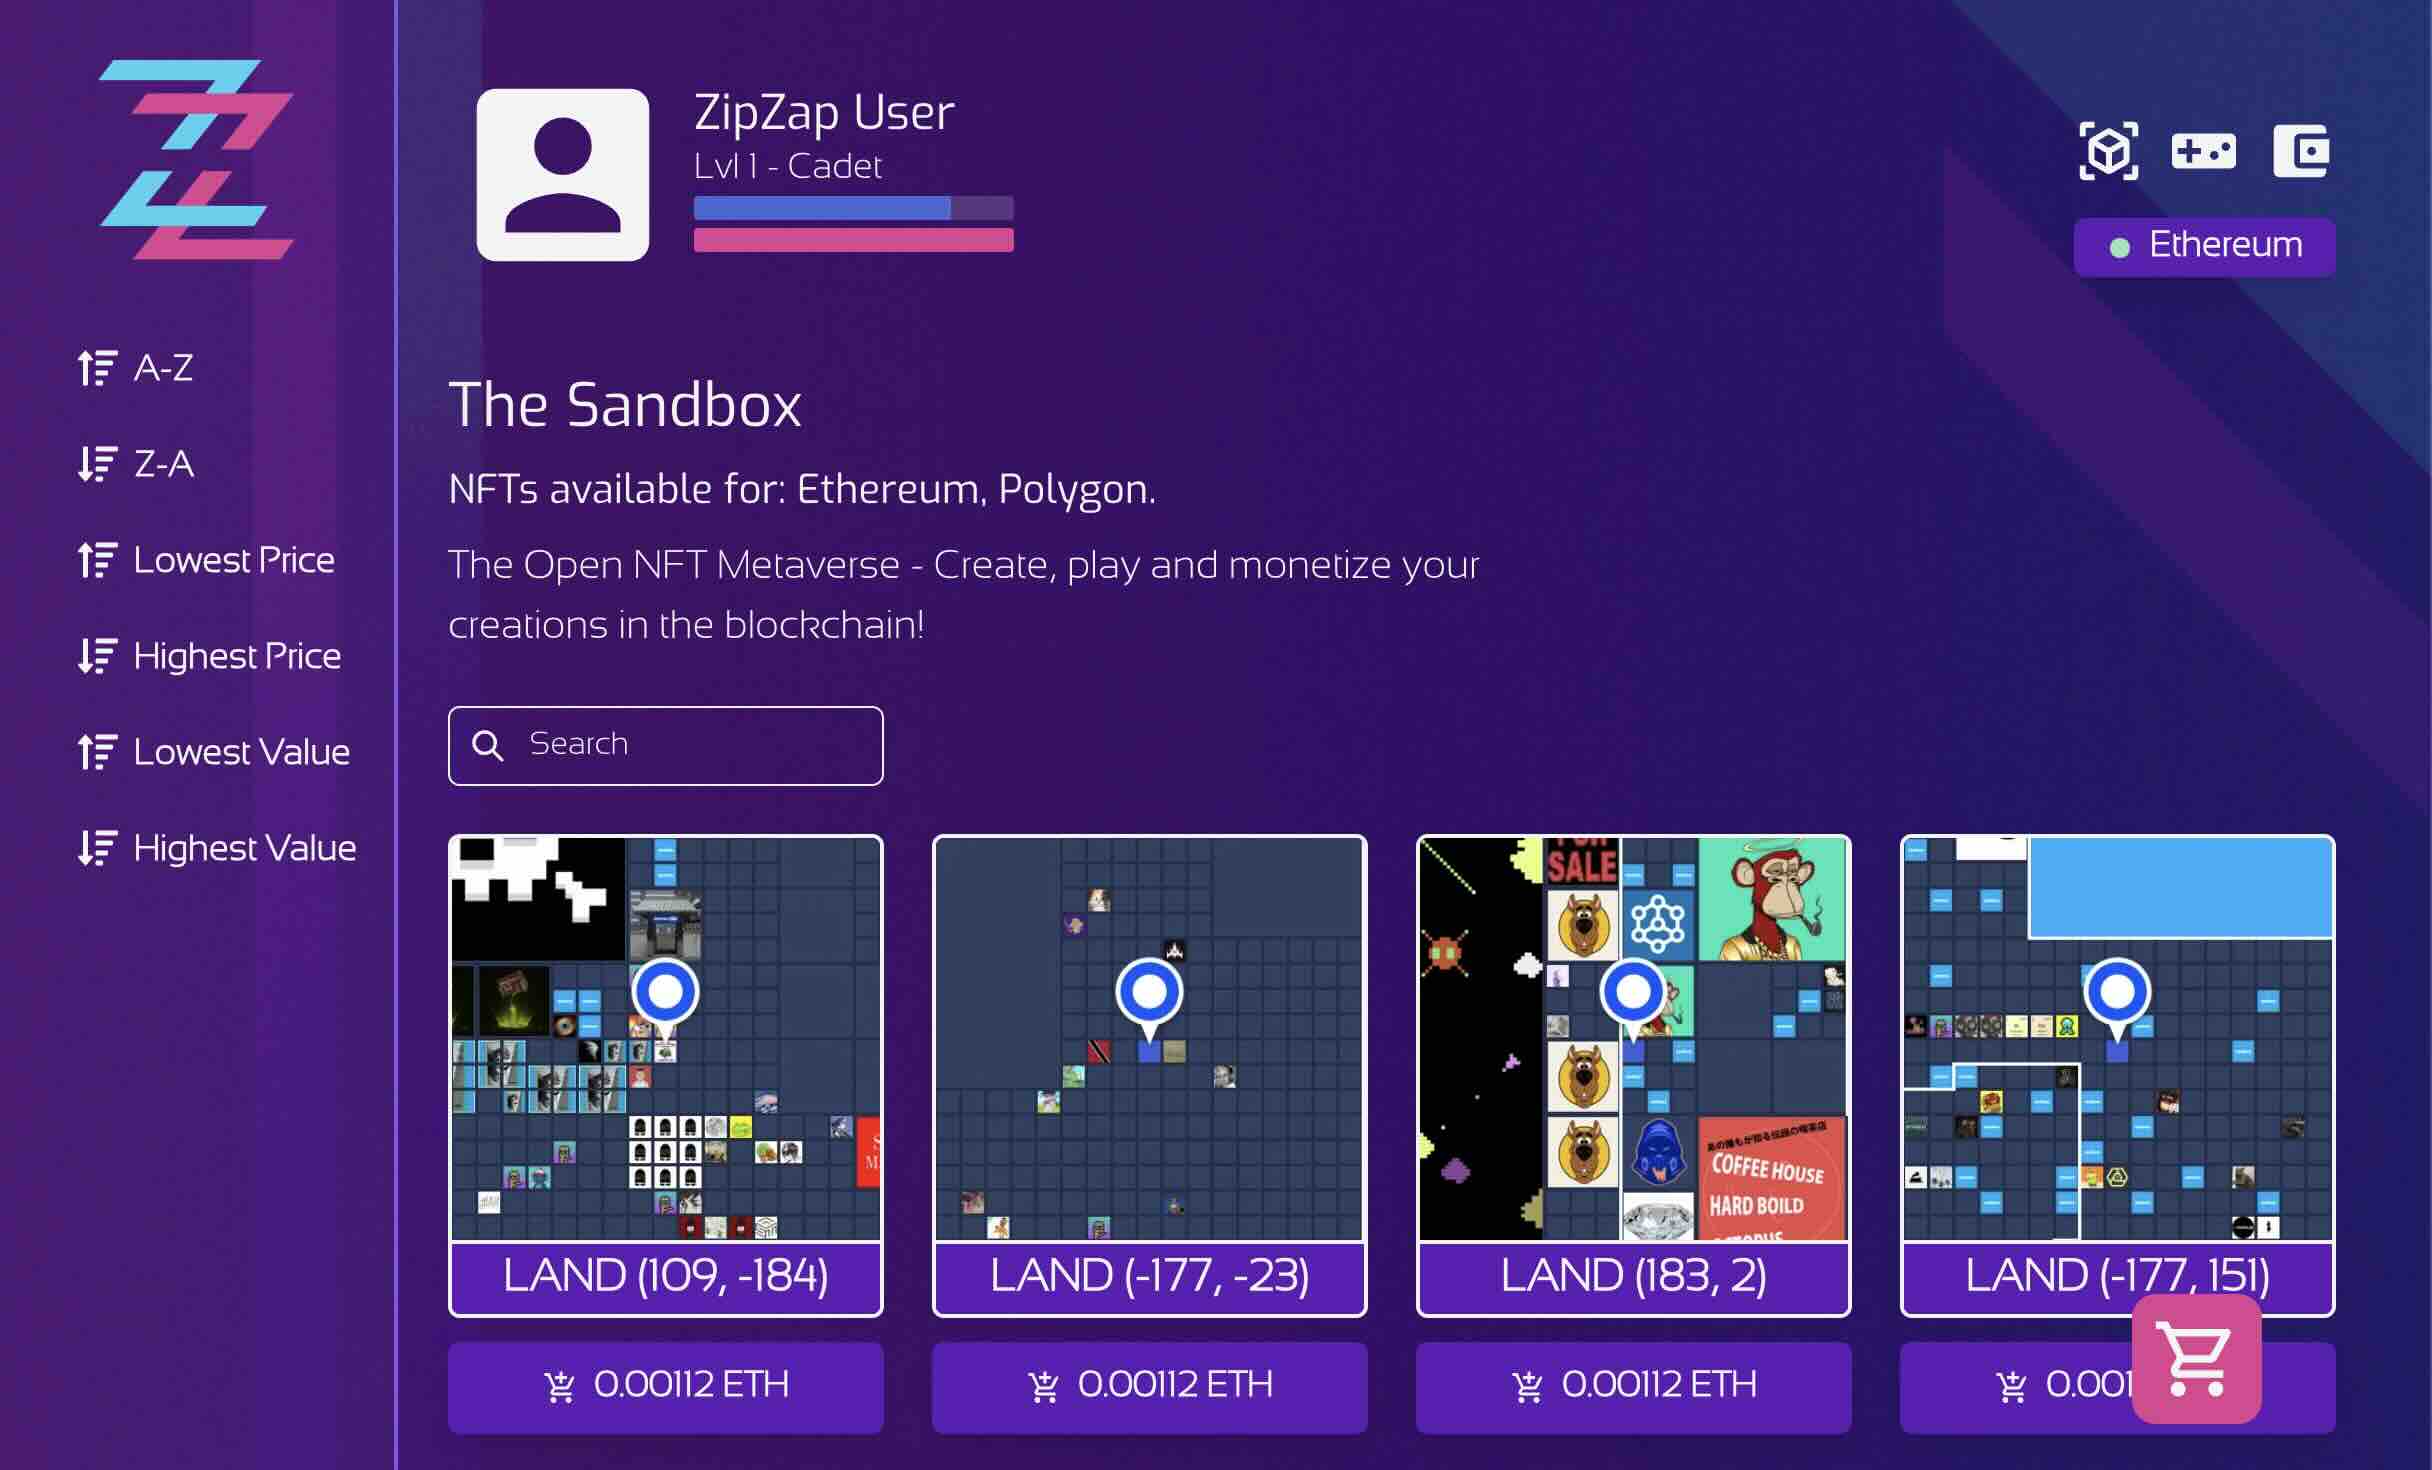 ZipZap User
Lvl 1 - Cadet
Ethereum
A-Z
Z-A
Lowest Price
Highest Price
Lowest Value
Highest Value
The Sandbox
NFTs available for: Ethereum, Polygon.
The Open NFT Metaverse - Create, play and monetize your
creations in the blockchain!
Search
SALE
COFFEE HOUSE
HARD BOILD
LAND (109, -184)
LAND (-177, -23)
LAND (183, 2)
LAND (-177, 151)
0.00112 ETH
0.00112 ETH
0.00112 ETH
0.001